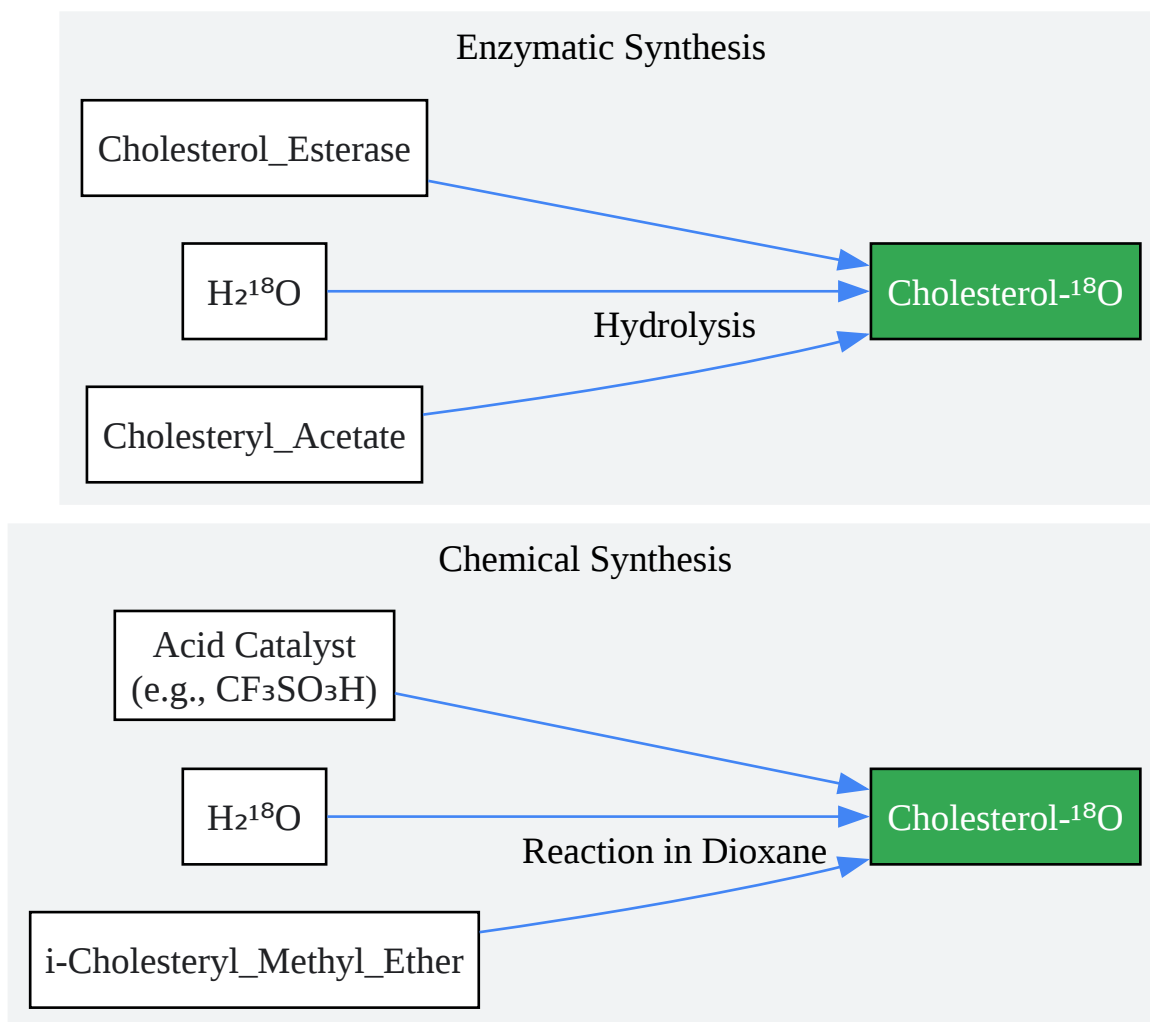 Enzymatic Synthesis
Cholesterol_Esterase
H₂¹⁸O
Cholesterol-¹⁸O
Hydrolysis
Cholesteryl_Acetate
Chemical Synthesis
Acid Catalyst
(e.g., CF₃SO₃H)
H₂¹⁸O
Cholesterol-¹⁸O
Reaction in Dioxane
i-Cholesteryl_Methyl_Ether